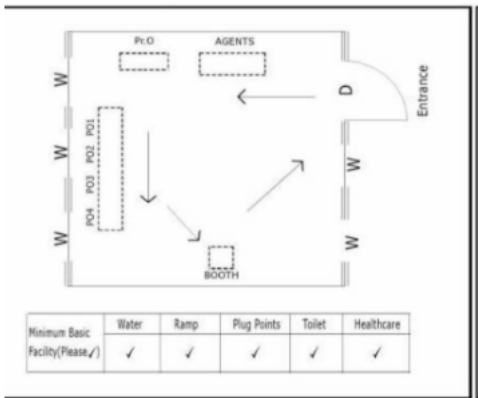 Pr.O AGENTS
D Entrance
W
PO1
PO2
PO3
PO4
W
W
W
W
BOOTH
Minimum Basic Facility(Please✓) Water Ramp Plug Points Toilet Healthcare
✓ ✓ ✓ ✓ ✓